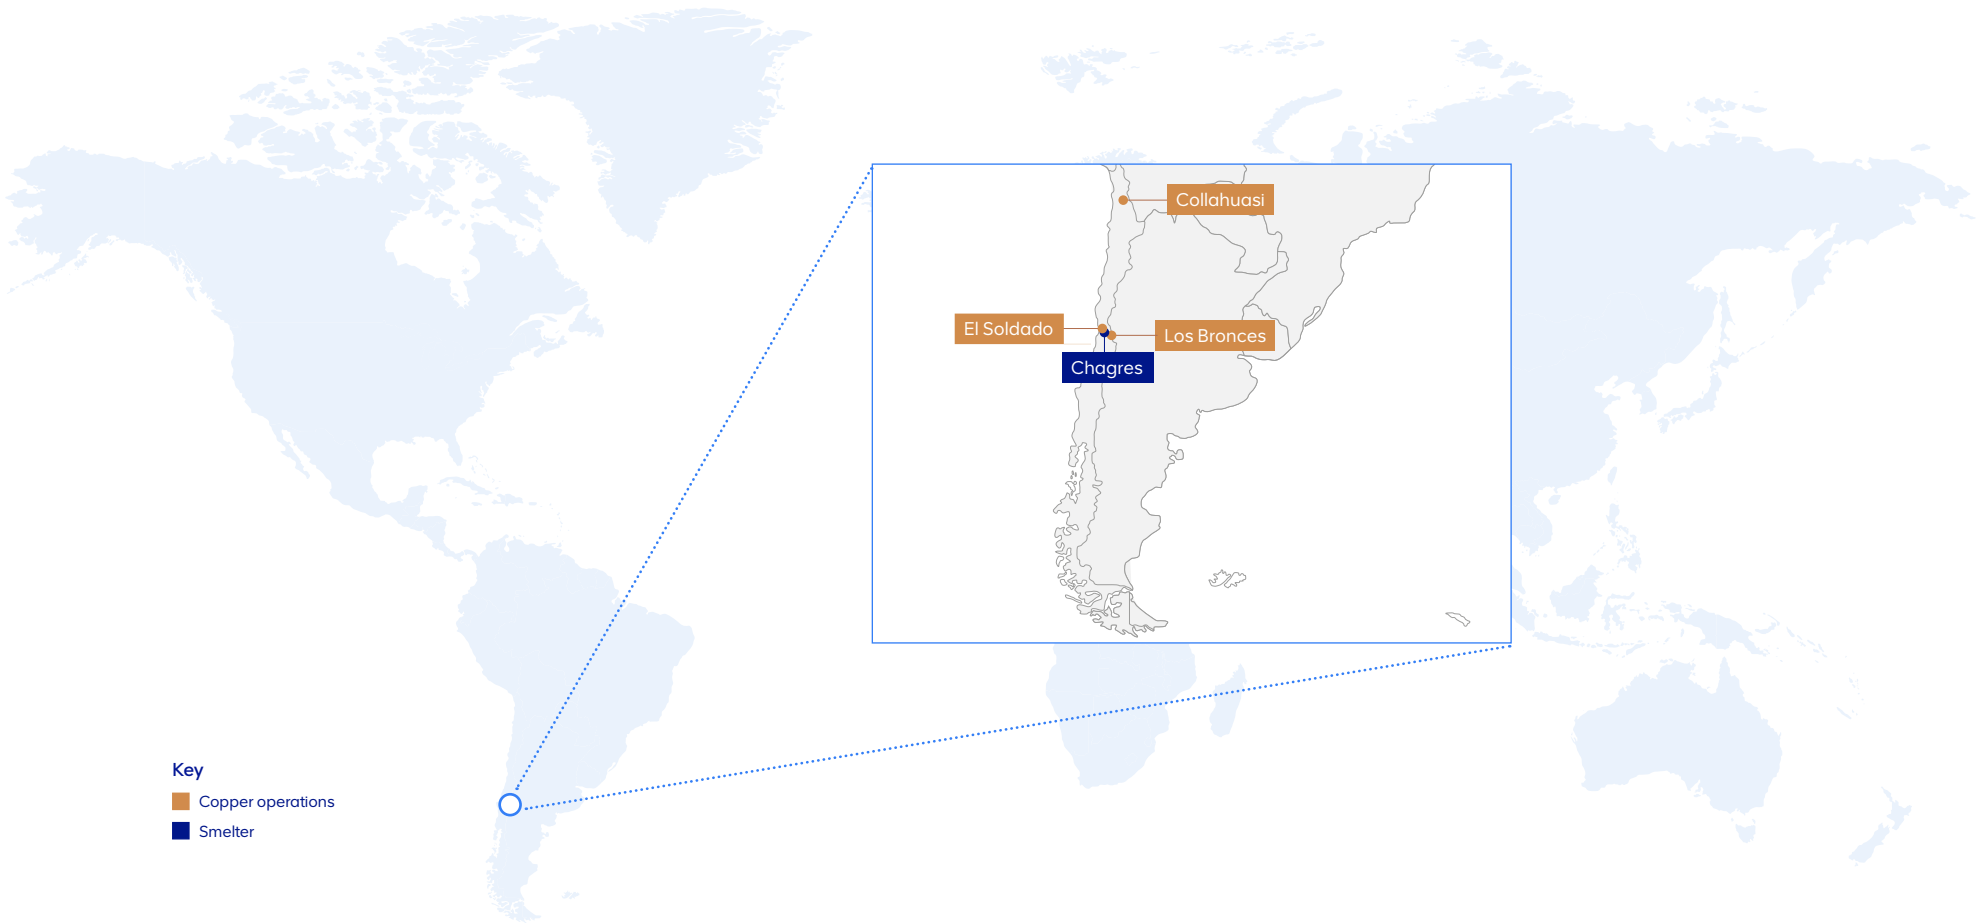 Collahuasi
El Soldado
Los Bronces
Chagres
Key
Copper operations
Smelter